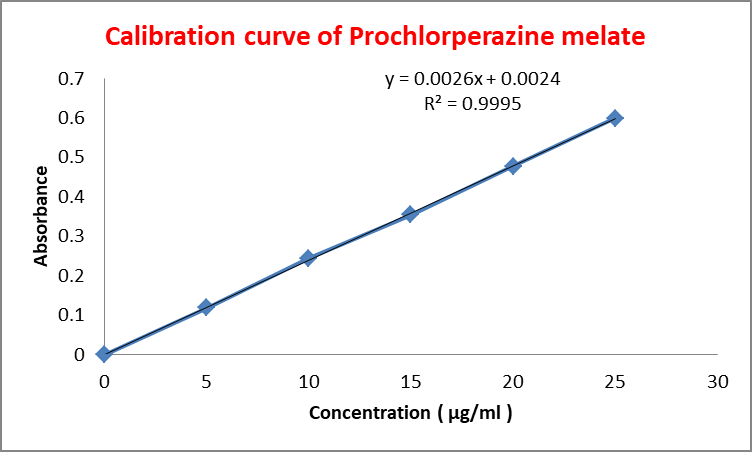 Calibration curve of Prochlorperazine melate
y = 0.0026x + 0.0024
R² = 0.9995
0.7
0.6
0.5
0.4
0.3
0.2
0.1
0
Absorbance
0 5 10 15 20 25 30
Concentration ( µg/ml )